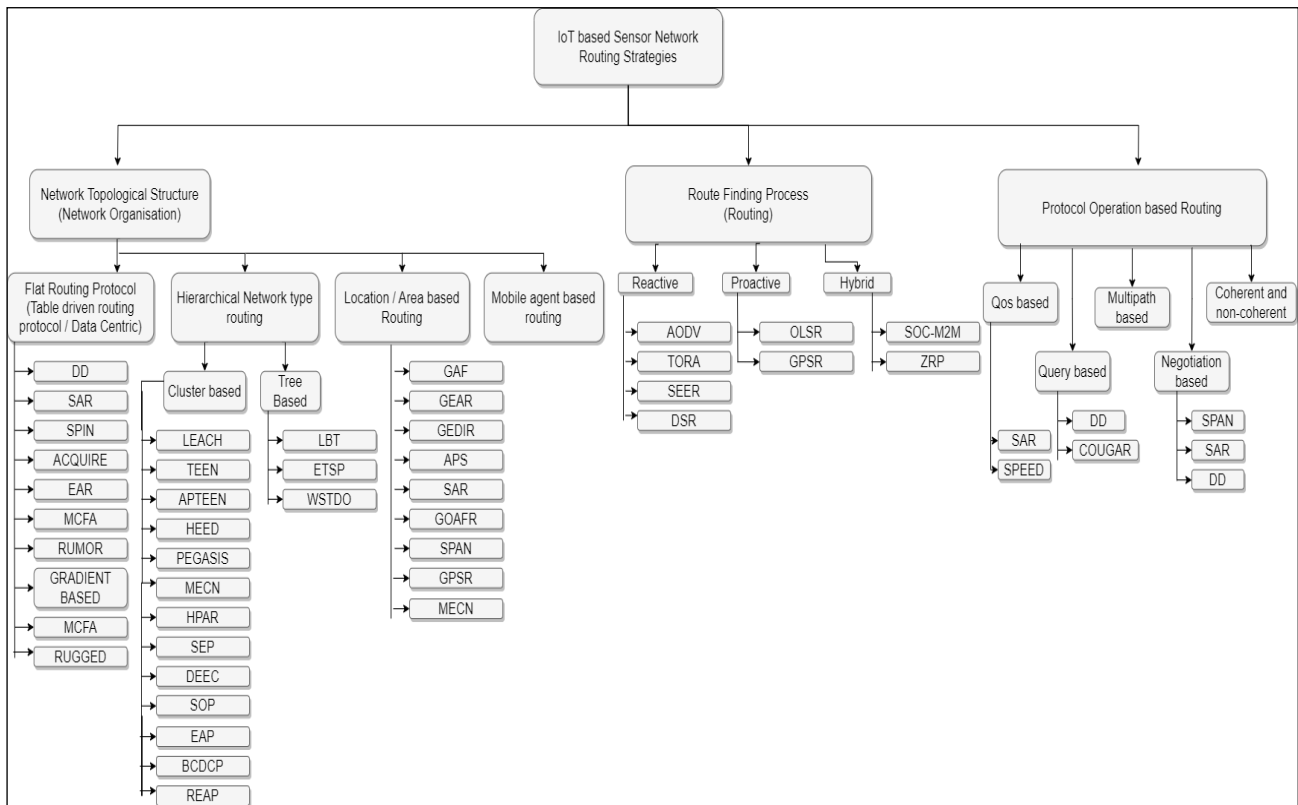 IoT based Sensor Network
Routing Strategies
Network Topological Structure
(Network Organisation)
Route Finding Process
(Routing)
Protocol Operation based Routing
Flat Routing Protocol
(Table driven routing
protocol / Data Centric)
Hierarchical Network type
routing
Location / Area based
Routing
Mobile agent based
routing
Reactive
Proactive
Hybrid
Qos based
Multipath
based
Coherent and
non-coherent
Query based
Negotiation
based
DD
SAR
SPIN
ACQUIRE
EAR
MCFA
RUMOR
GRADIENT
BASED
MCFA
RUGGED
Cluster based
LEACH
TEEN
APTEEN
HEED
PEGASIS
MECN
HPAR
SEP
DEEC
SOP
EAP
BCDCP
REAP
Tree
Based
LBT
ETSP
WSTDO
GAF
GEAR
GEDIR
APS
SAR
GOAFR
SPAN
GPSR
MECN
AODV
TORA
SEER
DSR
OLSR
GPSR
SOC-M2M
ZRP
SAR
SPEED
DD
COUGAR
SPAN
SAR
DD